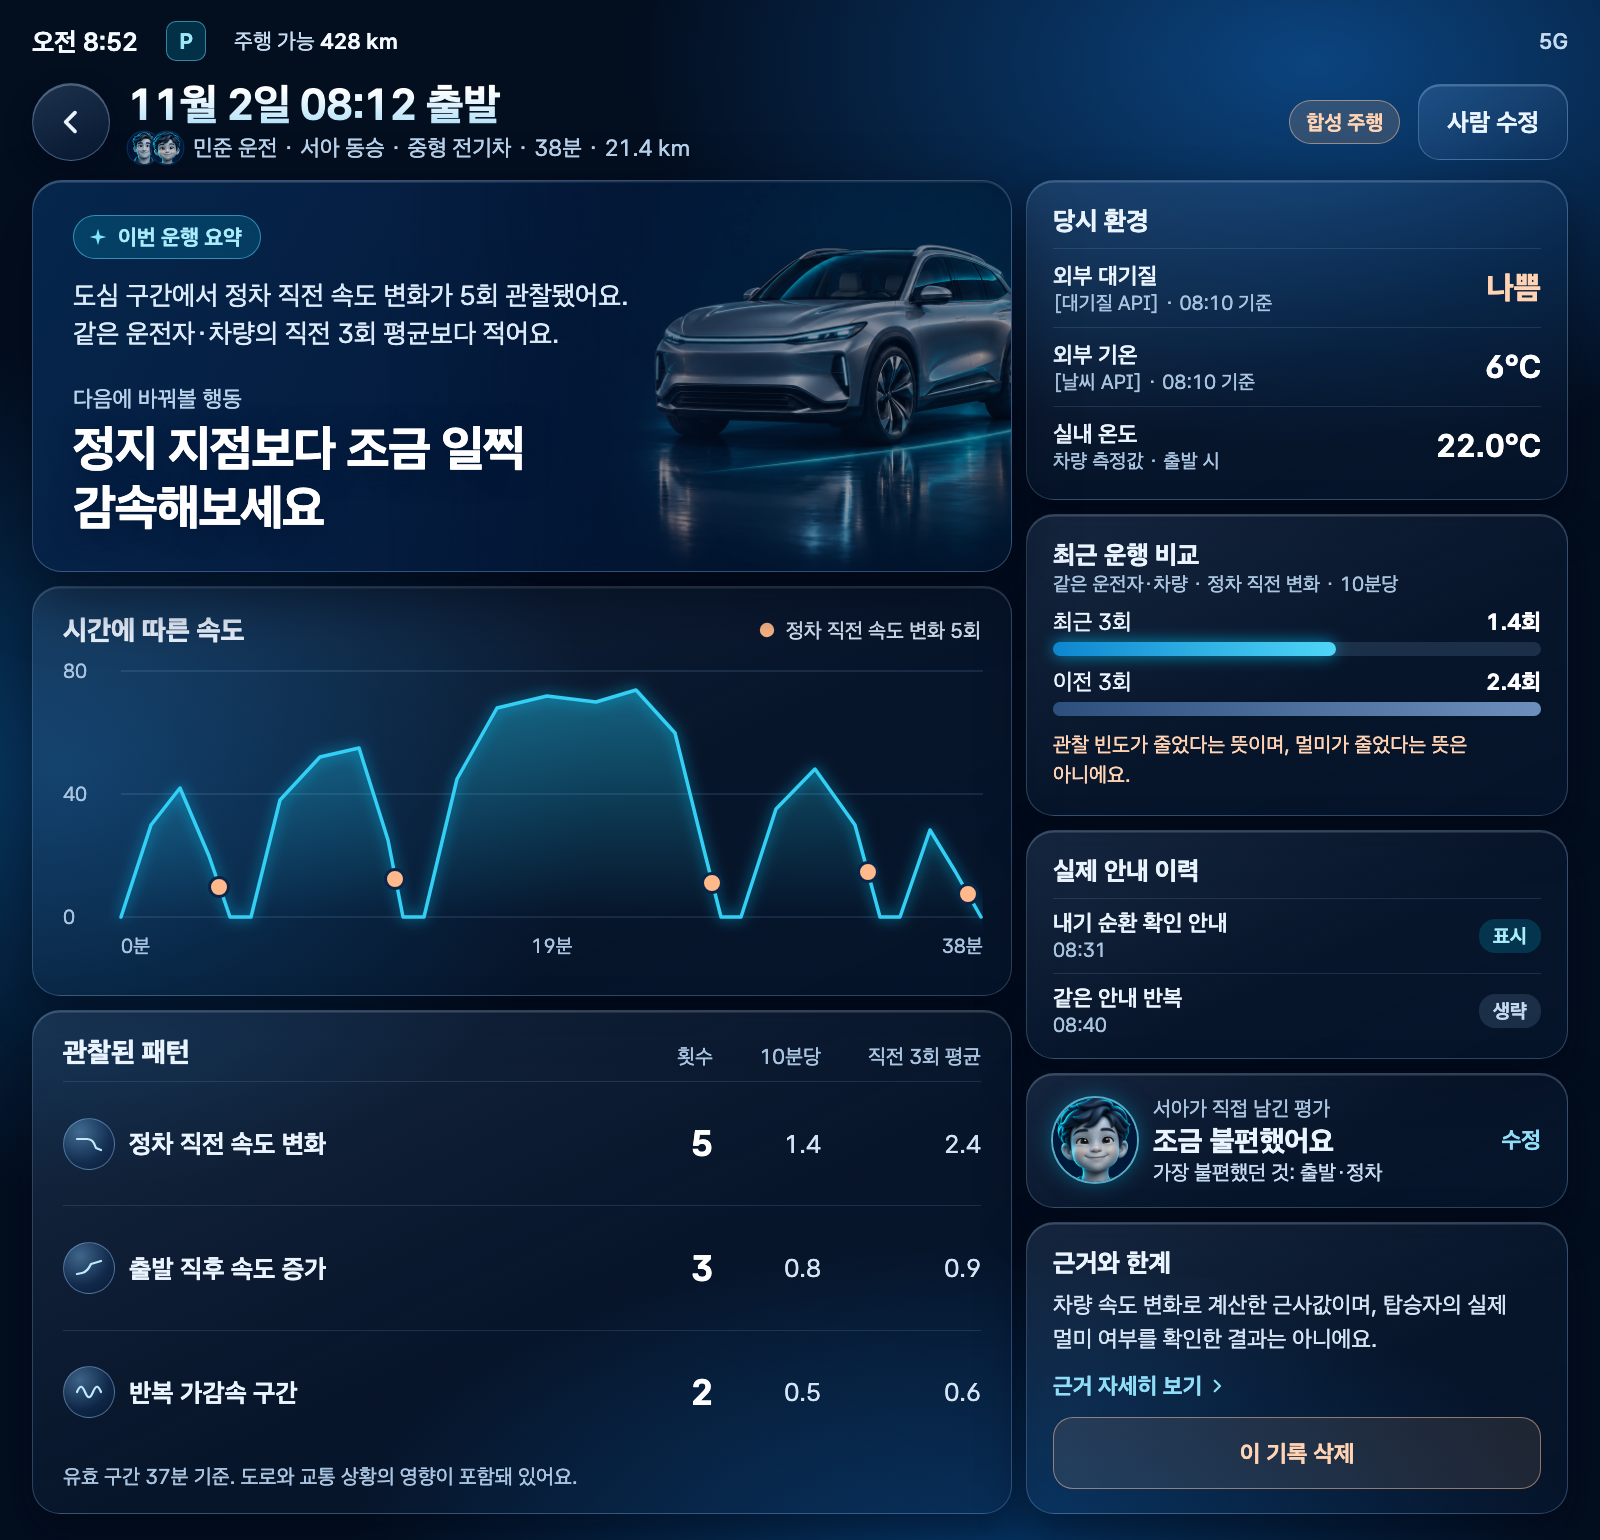 오전 8:52
P
주행 가능 428 km
5G
11월 2일 08:12 출발
민준 운전 · 서아 동승 · 중형 전기차 · 38분 · 21.4 km
합성 주행
사람 수정
이번 운행 요약
도심 구간에서 정차 직전 속도 변화가 5회 관찰됐어요.
같은 운전자·차량의 직전 3회 평균보다 적어요.
다음에 바꿔볼 행동
정지 지점보다 조금 일찍
감속해보세요
시간에 따른 속도
정차 직전 속도 변화 5회
80
40
0
0분
19분
38분
관찰된 패턴
횟수
10분당
직전 3회 평균
정차 직전 속도 변화
5
1.4
2.4
출발 직후 속도 증가
3
0.8
0.9
반복 가감속 구간
2
0.5
0.6
유효 구간 37분 기준. 도로와 교통 상황의 영향이 포함돼 있어요.
당시 환경
외부 대기질
[대기질 API] · 08:10 기준
나쁨
외부 기온
[날씨 API] · 08:10 기준
6°C
실내 온도
차량 측정값 · 출발 시
22.0°C
최근 운행 비교
같은 운전자·차량 · 정차 직전 변화 · 10분당
최근 3회
1.4회
이전 3회
2.4회
관찰 빈도가 줄었다는 뜻이며, 멀미가 줄었다는 뜻은
아니에요.
실제 안내 이력
내기 순환 확인 안내
08:31
표시
같은 안내 반복
08:40
생략
서아가 직접 남긴 평가
조금 불편했어요
가장 불편했던 것: 출발·정차
수정
근거와 한계
차량 속도 변화로 계산한 근사값이며, 탑승자의 실제
멀미 여부를 확인한 결과는 아니에요.
근거 자세히 보기
이 기록 삭제